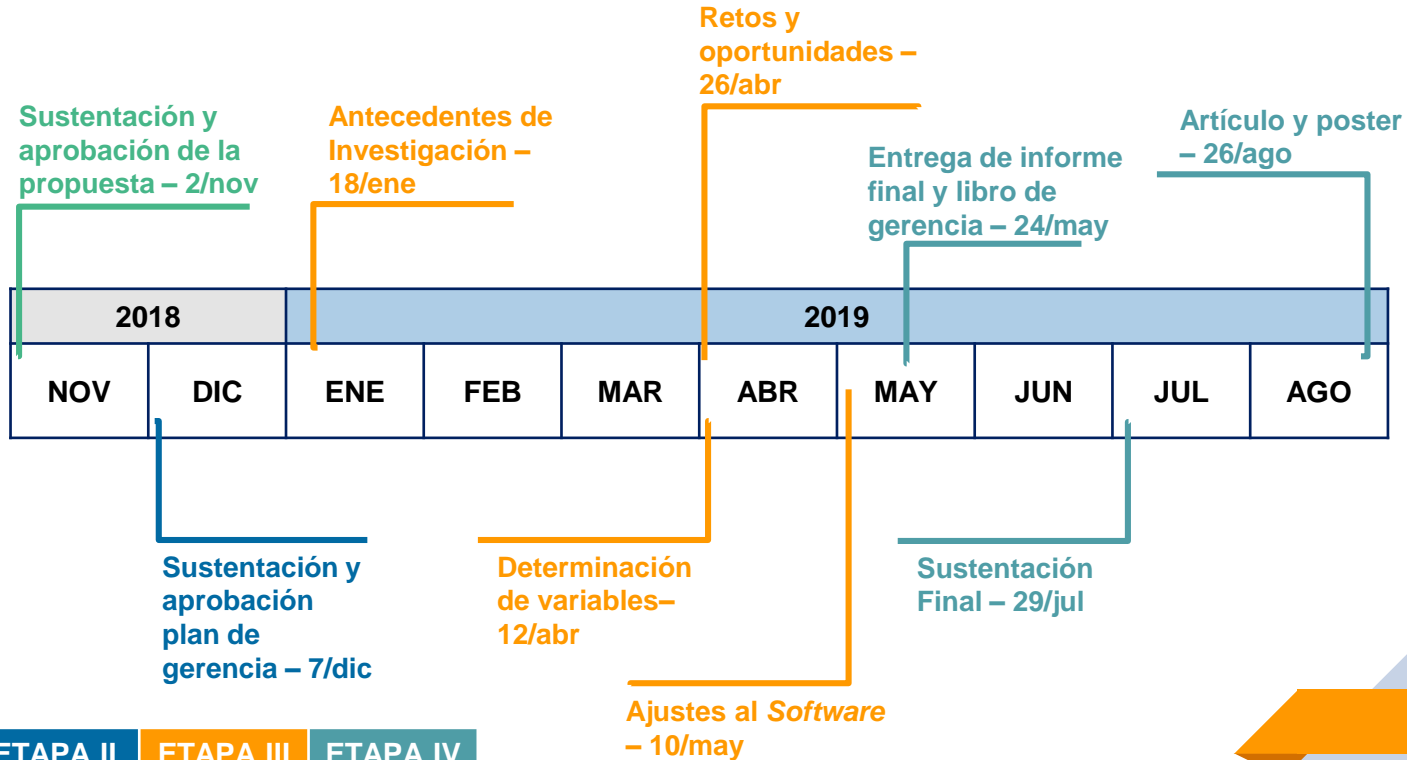 Retos y
oportunidades –
26/abr
Sustentación y
aprobación de la
propuesta – 2/nov
Antecedentes de
Investigación –
18/ene
Entrega de informe
final y libro de
gerencia – 24/may
Artículo y poster
– 26/ago
2018
2019
NOV
DIC
ENE
FEB
MAR
ABR
MAY
JUN
JUL
AGO
Sustentación y
aprobación
plan de
gerencia – 7/dic
Determinación
de variables–
12/abr
Sustentación
Final – 29/jul
Ajustes al Software
– 10/may
ETAPA II
ETAPA III
ETAPA IV